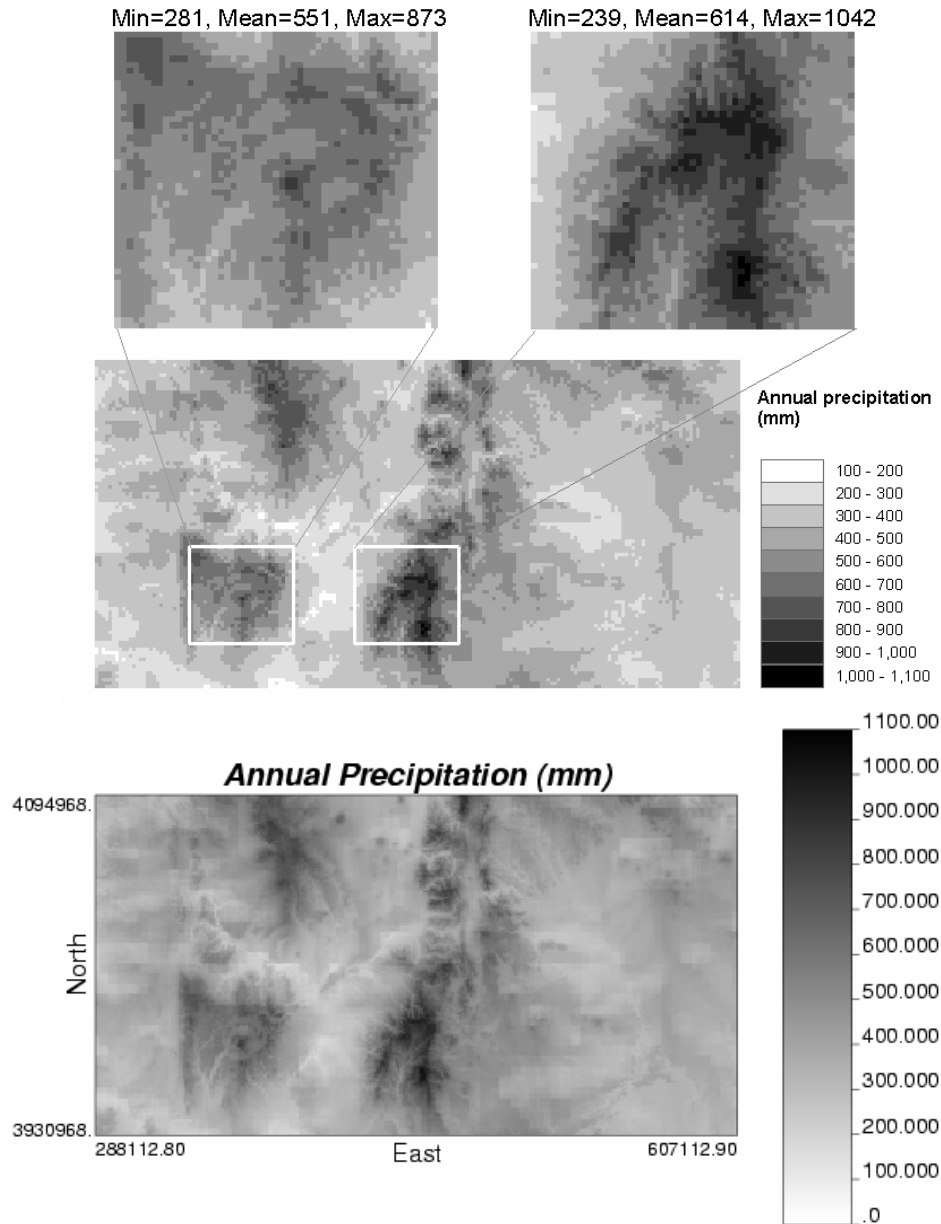 Min=281, Mean=551, Max=873
Min=239, Mean=614, Max=1042
Annual precipitation
(mm)
100 - 200
200 - 300
300 - 400
400 - 500
500 - 600
600 - 700
700 - 800
800 - 900
900 - 1,000
1,000 - 1,100
Annual Precipitation (mm)
4094968.
North
3930968.
288112.80
East
607112.90
1100.00
1000.00
900.000
800.000
700.000
600.000
500.000
400.000
300.000
200.000
100.000
.0